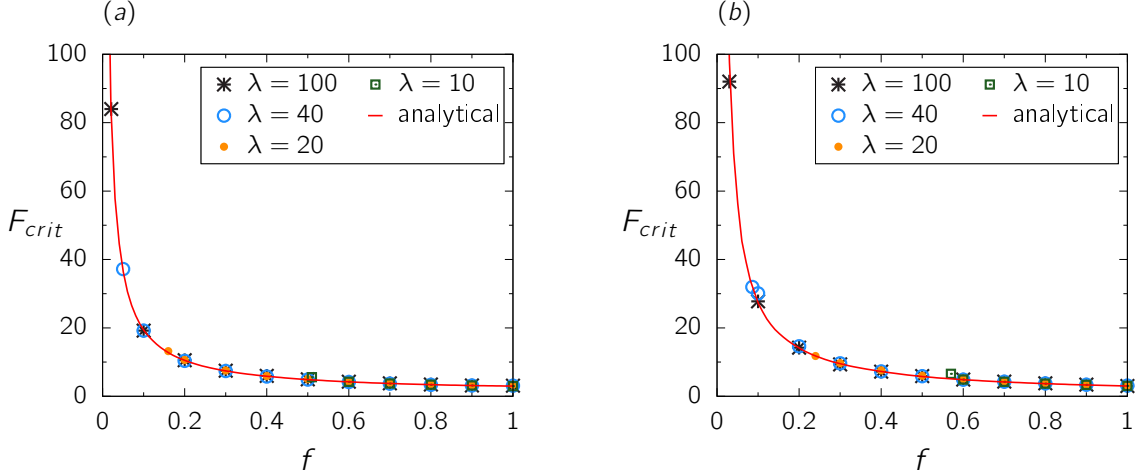 (a)
100
80
60
40
20
0
F_crit
λ = 100
λ = 40
λ = 20
λ = 10
analytical
0
0.2
0.4
0.6
0.8
1
f
(b)
100
80
60
40
20
0
F_crit
λ = 100
λ = 40
λ = 20
λ = 10
analytical
0
0.2
0.4
0.6
0.8
1
f